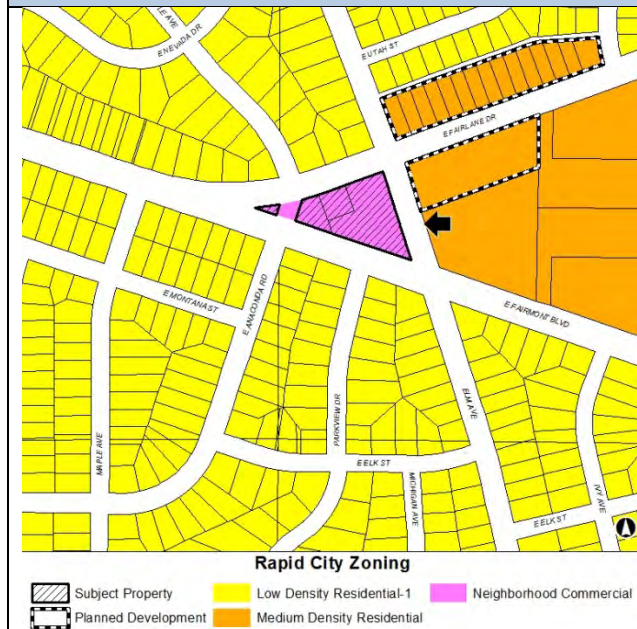 LE AVE
E NEVADA DR
E UTAH ST
E FAIRLANE DR
E MONTANA ST
E ANACONDA RD
E FAIRMONT BLVD
MAPLE AVE
PARKVIEW DR
ELM AVE
E ELK ST
MICHIGAN AVE
IVY AVE
E ELK ST
Rapid City Zoning
Subject Property
Low Density Residential-1
Neighborhood Commercial
Planned Development
Medium Density Residential